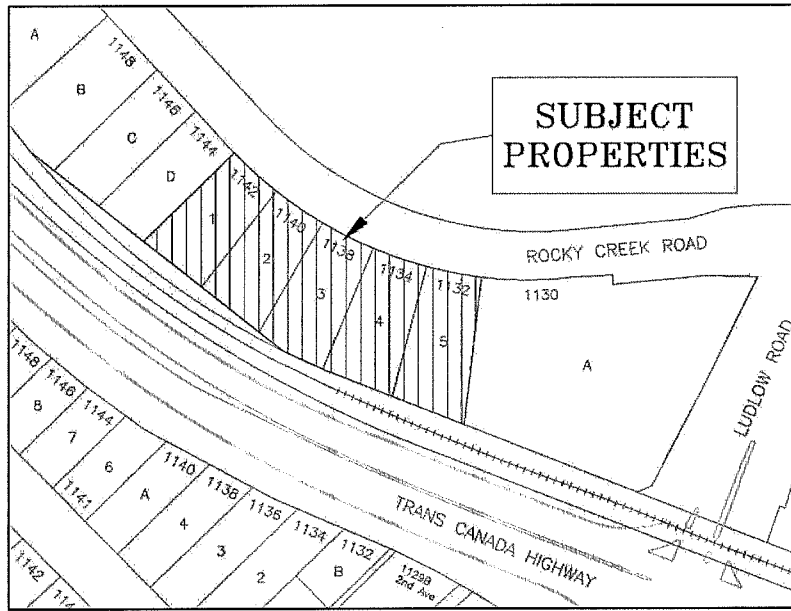 A
1148
B
1146
C
1144
D
SUBJECT
PROPERTIES
1142
1
1140
2
1138
3
1134
4
1132
5
ROCKY CREEK ROAD
1130
A
LUDLOW ROAD
TRANS CANADA HIGHWAY
1148
8
1146
7
1144
6
1141
A
1140
4
1138
3
1136
2
1134
1132
B
1129B
2nd Ave
1142